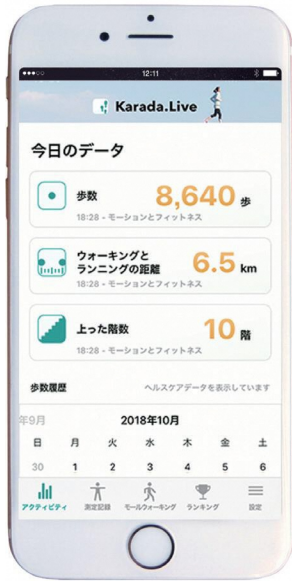 12:11
Karada.Live
今日のデータ
歩数
8,640 歩
18:28 - モーションとフィットネス
ウォーキングと
ランニングの距離
6.5 km
18:28 - モーションとフィットネス
上った階数
10 階
18:28 - モーションとフィットネス
歩数履歴
ヘルスケアデータを表示しています
年9月
2018年10月
日 月 火 水 木 金 土
30 1 2 3 4 5 6
アクティビティ 測定記録 モールウォーキング ランキング 設定